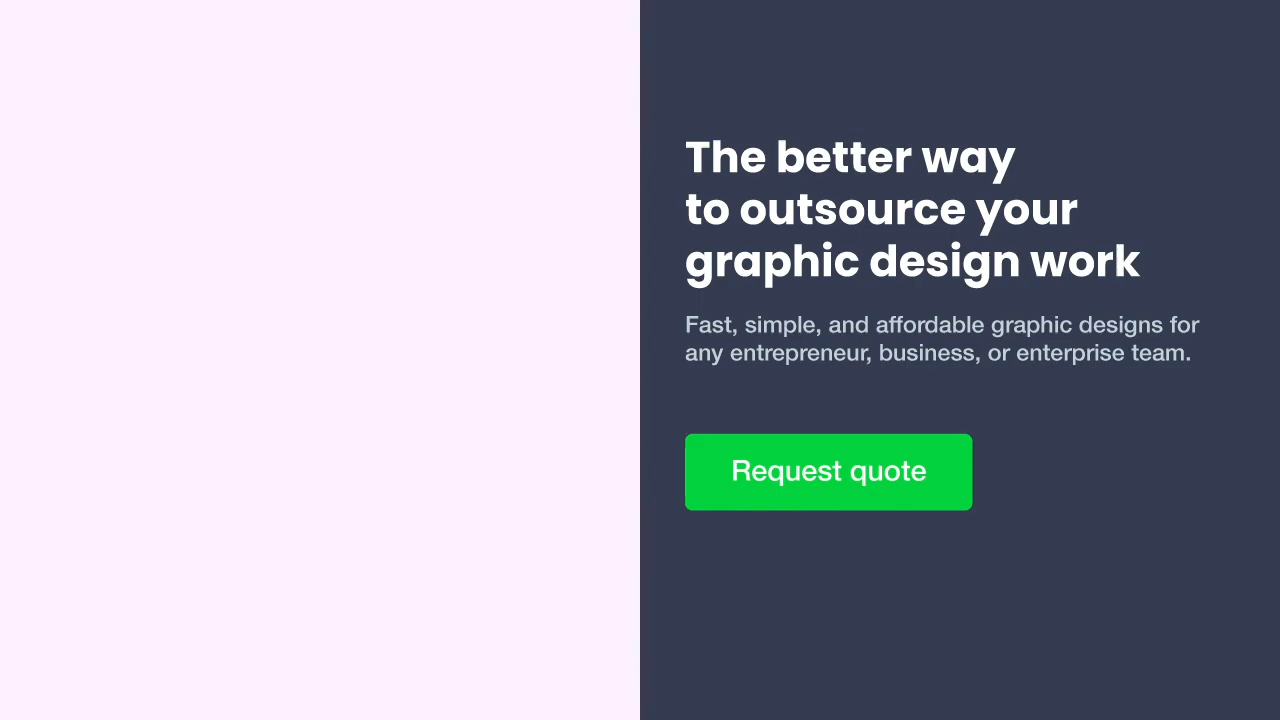 The better way
to outsource your
graphic design work
Fast, simple, and affordable graphic designs for
any entrepreneur, business, or enterprise team.
Request quote